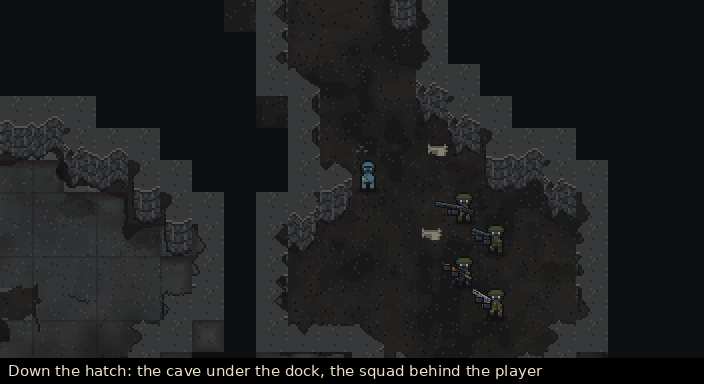 Down the hatch: the cave under the dock, the squad behind the player